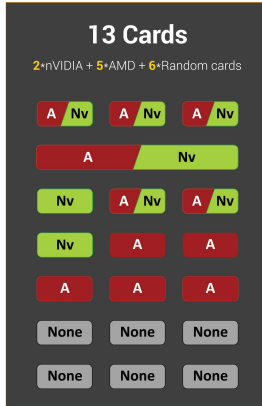 13 Cards
2*nVIDIA + 5*AMD + 6*Random cards
A Nv A Nv A Nv
A Nv
Nv A Nv A Nv
Nv A A
A A A
None None None
None None None